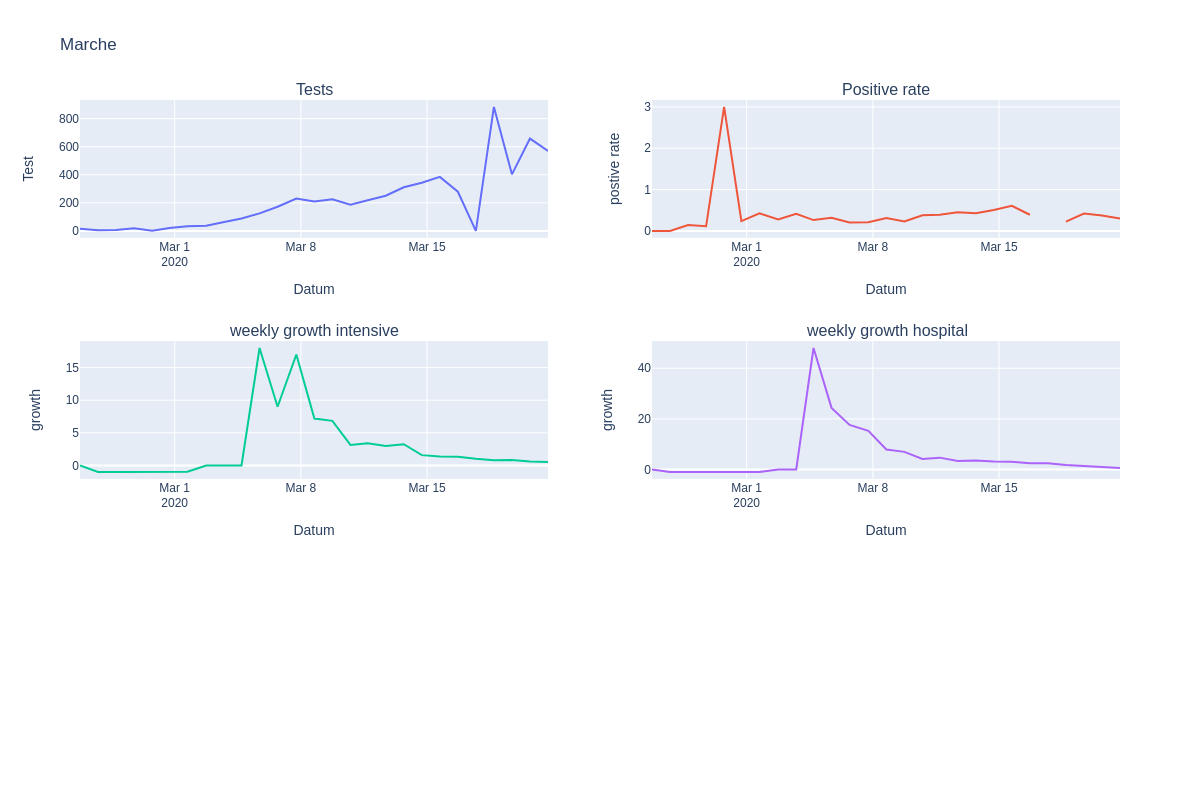 Marche
Tests
Test
800
600
400
200
0
Mar 1
2020
Mar 8
Mar 15
Datum
Positive rate
postive rate
3
2
1
0
Mar 1
2020
Mar 8
Mar 15
Datum
weekly growth intensive
growth
15
10
5
0
Mar 1
2020
Mar 8
Mar 15
Datum
weekly growth hospital
growth
40
20
0
Mar 1
2020
Mar 8
Mar 15
Datum